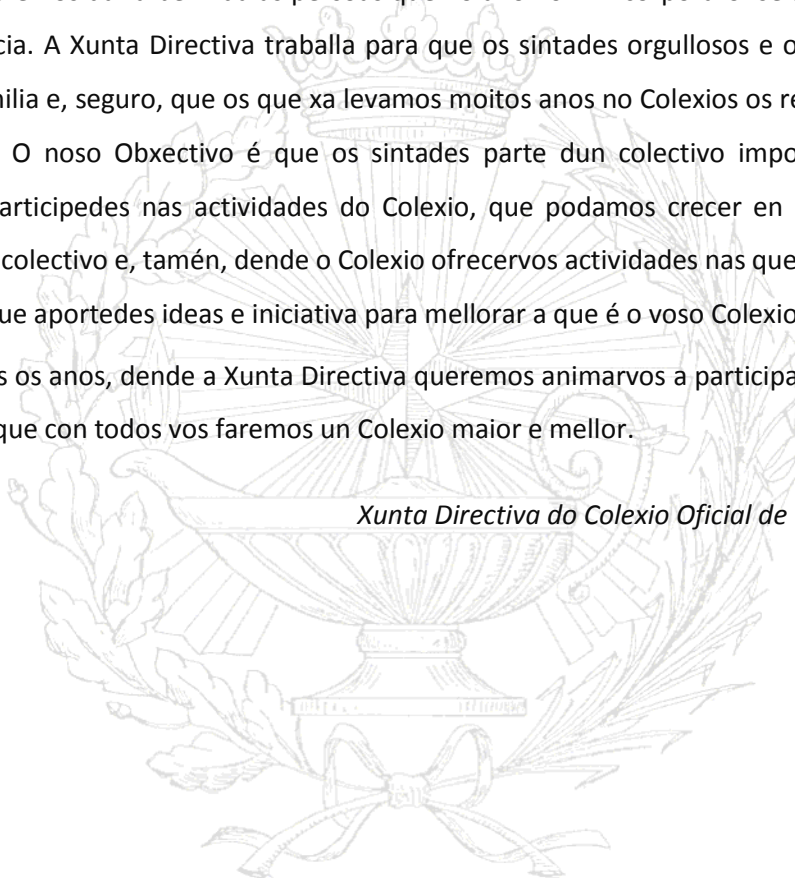 cia. A Xunta Directiva traballa para que os sintades orgullosos e o
ilia e, seguro, que os que xa levamos moitos anos no Colexios os re
O noso Obxectivo é que os sintades parte dun colectivo impo
articipedes nas actividades do Colexio, que podamos crecer en
colectivo e, tamén, dende o Colexio ofrecervos actividades nas que
ue aportedes ideas e iniciativa para mellorar a que é o voso Colexio
s os anos, dende a Xunta Directiva queremos animarvos a participa
que con todos vos faremos un Colexio maior e mellor.
Xunta Directiva do Colexio Oficial de